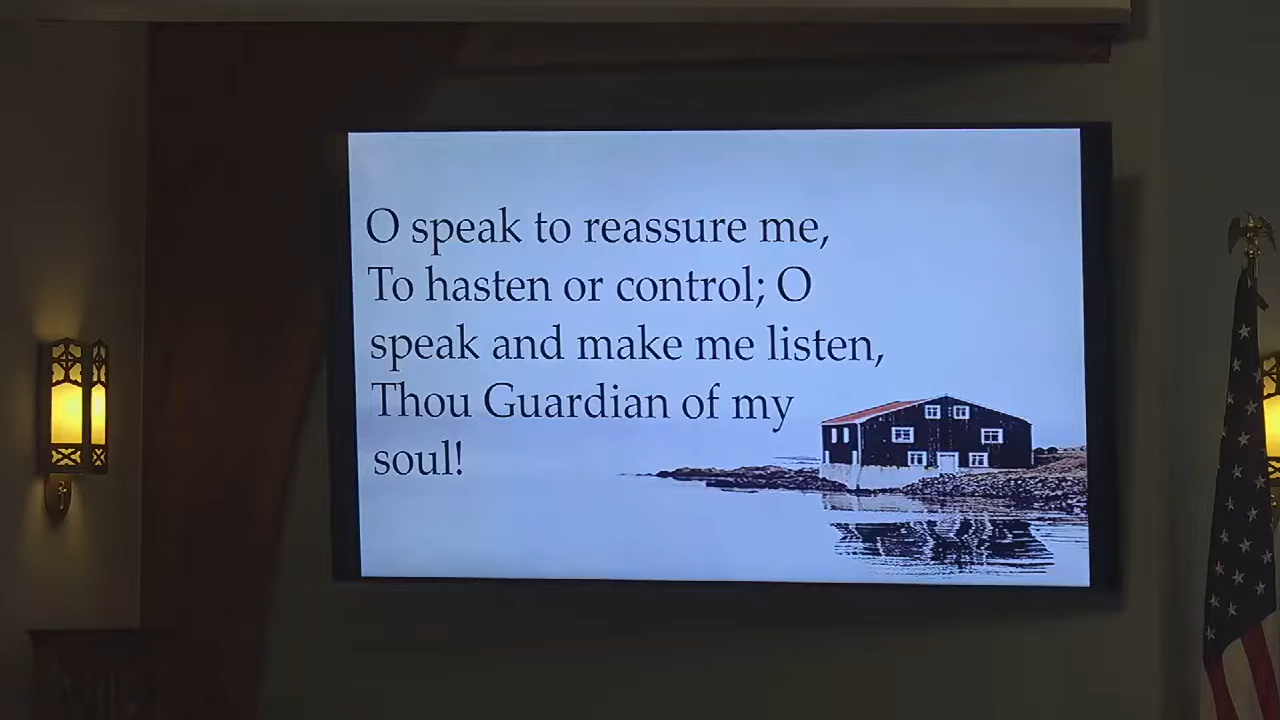 O speak to reassure me,
To hasten or control; O
speak and make me listen,
Thou Guardian of my
soul!